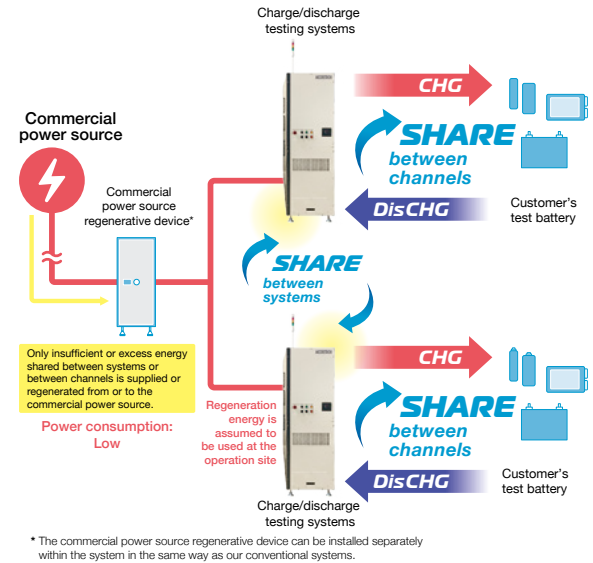 Charge/discharge
testing systems
CHG
SHARE
between
channels
DisCHG
Customer's
test battery
Commercial
power source
Commercial
power source
regenerative device*
SHARE
between
systems
Only insufficient or excess energy
shared between systems or
between channels is supplied or
regenerated from or to the
commercial power source.
Power consumption:
Low
Regeneration
energy is
assumed to
be used at the
operation site
CHG
SHARE
between
channels
DisCHG
Customer's
test battery
Charge/discharge
testing systems
* The commercial power source regenerative device can be installed separately
within the system in the same way as our conventional systems.